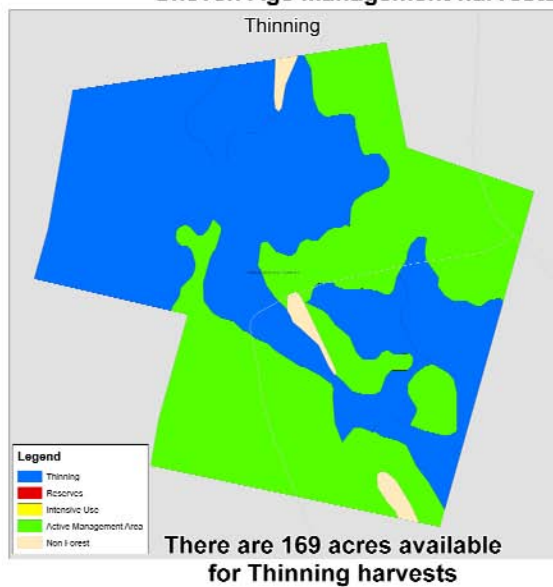 Thinning
Legend
Thinning
Reserves
Intensive Use
Active Management Area
Non Forest
There are 169 acres available
for Thinning harvests